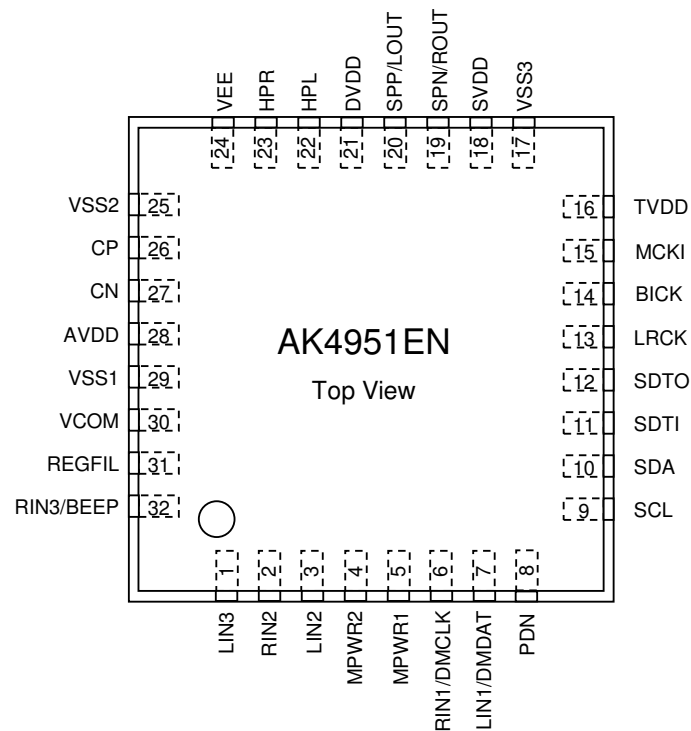 VEE
HPR
HPL
DVDD
SPP/LOUT
SPN/ROUT
SVDD
VSS3
24
23
22
21
20
19
18
17
VSS2 25
CP 26
CN 27
AVDD 28
VSS1 29
VCOM 30
REGFIL 31
RIN3/BEEP 32
AK4951EN
Top View
16 TVDD
15 MCKI
14 BICK
13 LRCK
12 SDTO
11 SDTI
10 SDA
9 SCL
1
2
3
4
5
6
7
8
LIN3
RIN2
LIN2
MPWR2
MPWR1
RIN1/DMCLK
LIN1/DMDAT
PDN